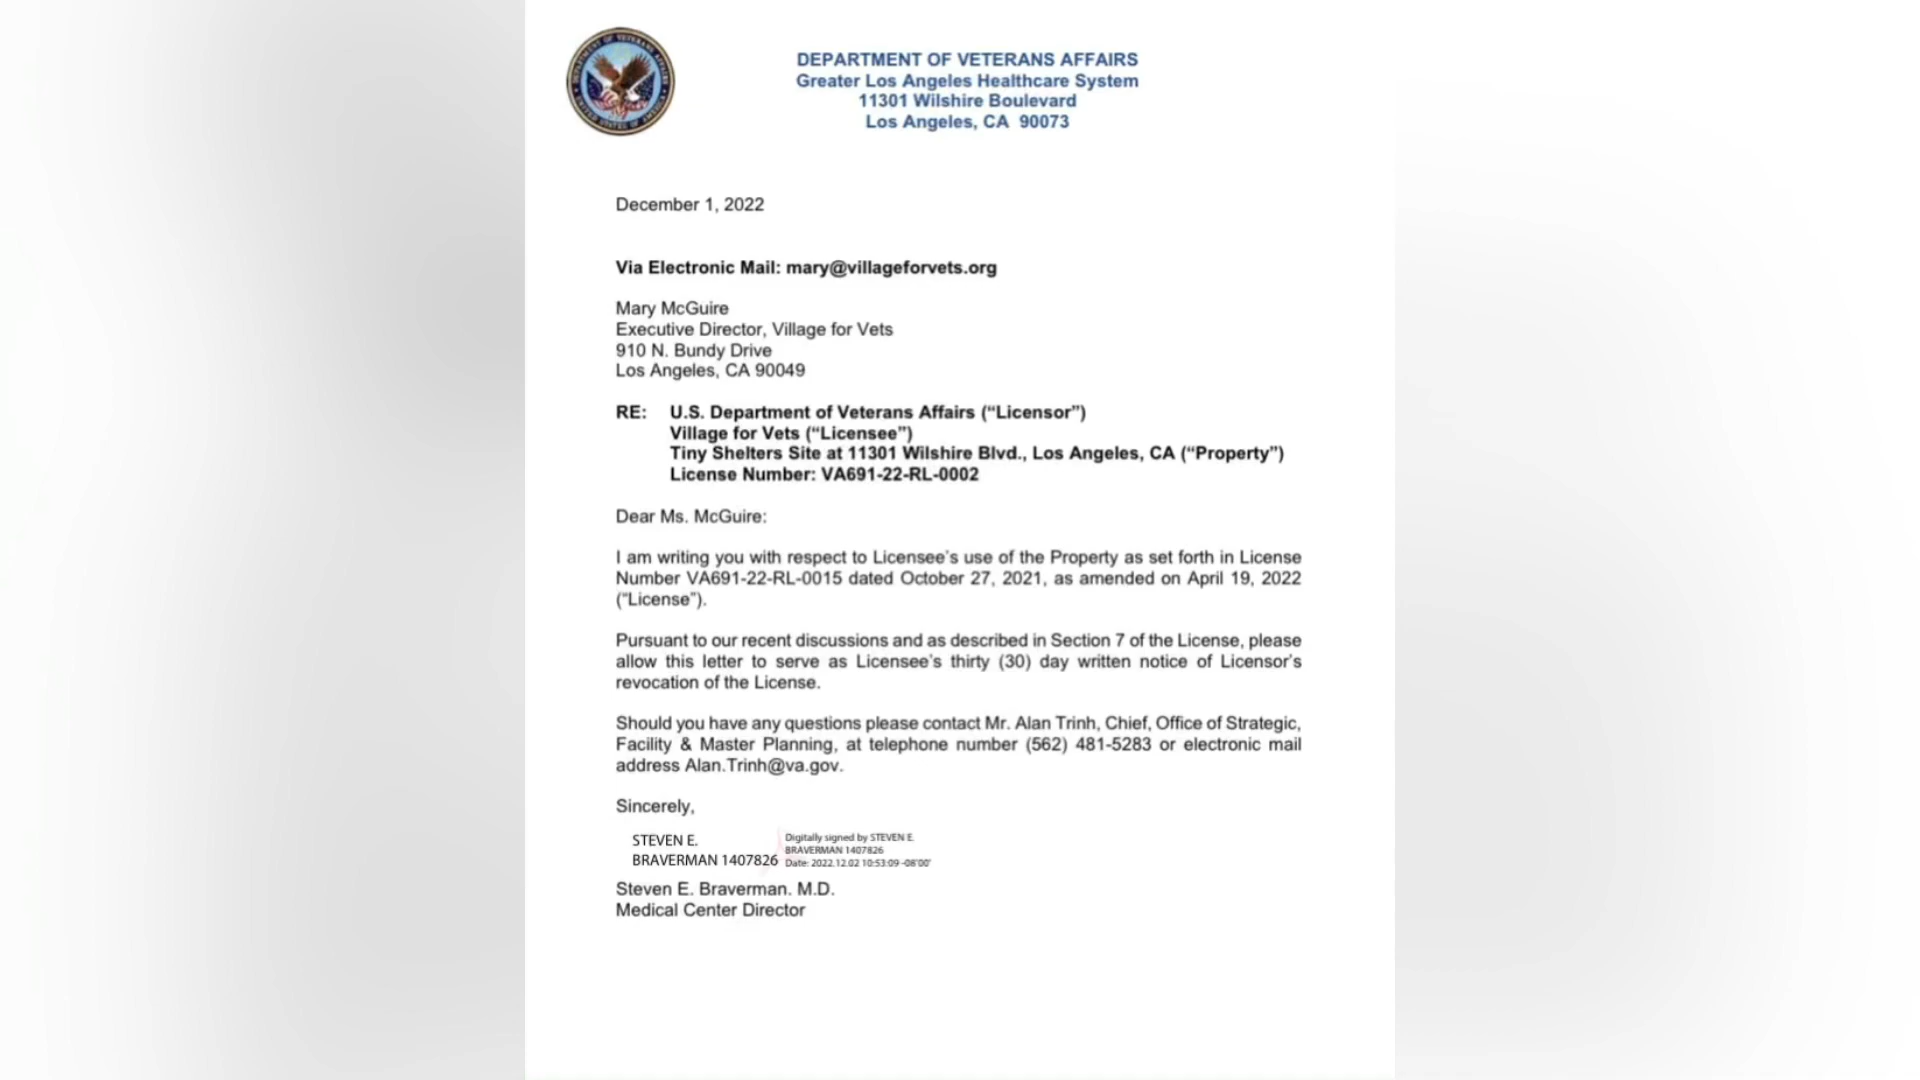 DEPARTMENT OF VETERANS AFFAIRS
Greater Los Angeles Healthcare System
11301 Wilshire Boulevard
Los Angeles, CA 90073
DEPARTMENT OF VETERANS AFFAIRS
UNITED STATES OF AMERICA
December 1, 2022
Via Electronic Mail: mary@villageforvets.org
Mary McGuire
Executive Director, Village for Vets
910 N. Bundy Drive
Los Angeles, CA 90049
RE: U.S. Department of Veterans Affairs (“Licensor”)
Village for Vets (“Licensee”)
Tiny Shelters Site at 11301 Wilshire Blvd., Los Angeles, CA (“Property”)
License Number: VA691-22-RL-0002
Dear Ms. McGuire:
I am writing you with respect to Licensee’s use of the Property as set forth in License
Number VA691-22-RL-0015 dated October 27, 2021, as amended on April 19, 2022
(“License”).
Pursuant to our recent discussions and as described in Section 7 of the License, please
allow this letter to serve as Licensee’s thirty (30) day written notice of Licensor’s
revocation of the License.
Should you have any questions please contact Mr. Alan Trinh, Chief, Office of Strategic,
Facility & Master Planning, at telephone number (562) 481-5283 or electronic mail
address Alan.Trinh@va.gov.
Sincerely,
STEVEN E.
BRAVERMAN 1407826
Digitally signed by STEVEN E.
BRAVERMAN 1407826
Date: 2022.12.02 10:53:09 -08'00'
Steven E. Braverman. M.D.
Medical Center Director